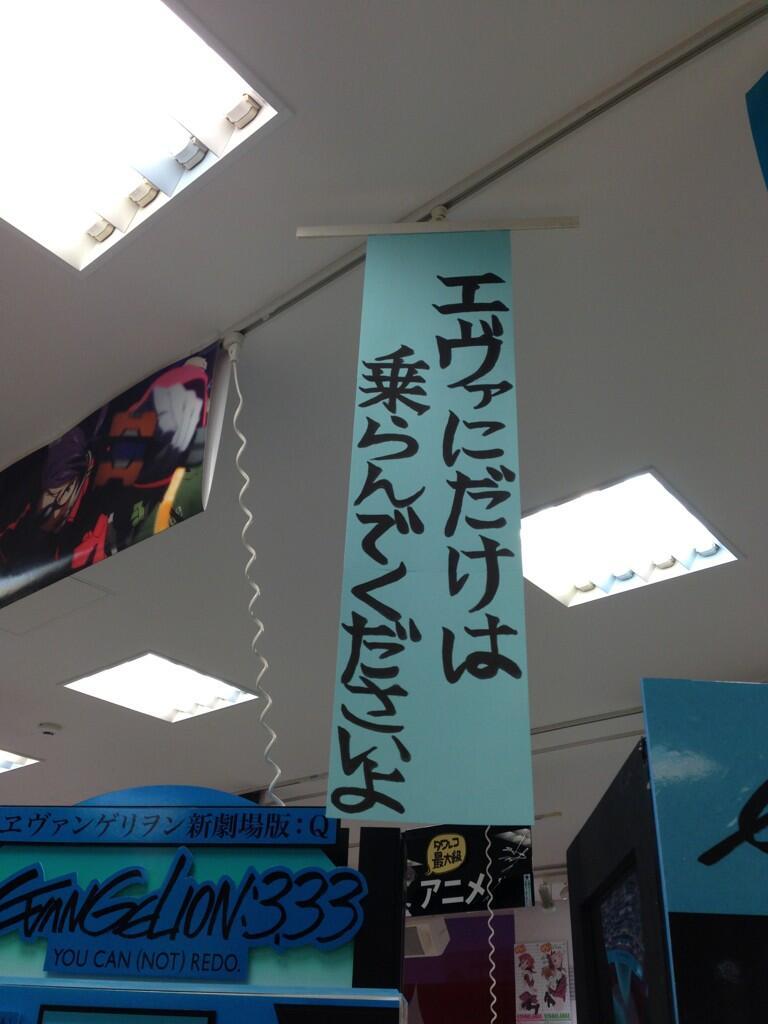 エヴァにだけは
乗らんでくださいよ
ヱヴァンゲリヲン新劇場版:Q
EVANGELION:3.33
YOU CAN (NOT) REDO.
タワレコ
最大級
アニメ